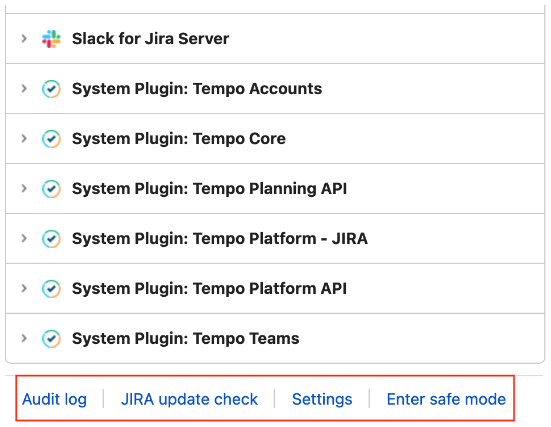 Slack for Jira Server
System Plugin: Tempo Accounts
System Plugin: Tempo Core
System Plugin: Tempo Planning API
System Plugin: Tempo Platform - JIRA
System Plugin: Tempo Platform API
System Plugin: Tempo Teams
Audit log JIRA update check Settings Enter safe mode